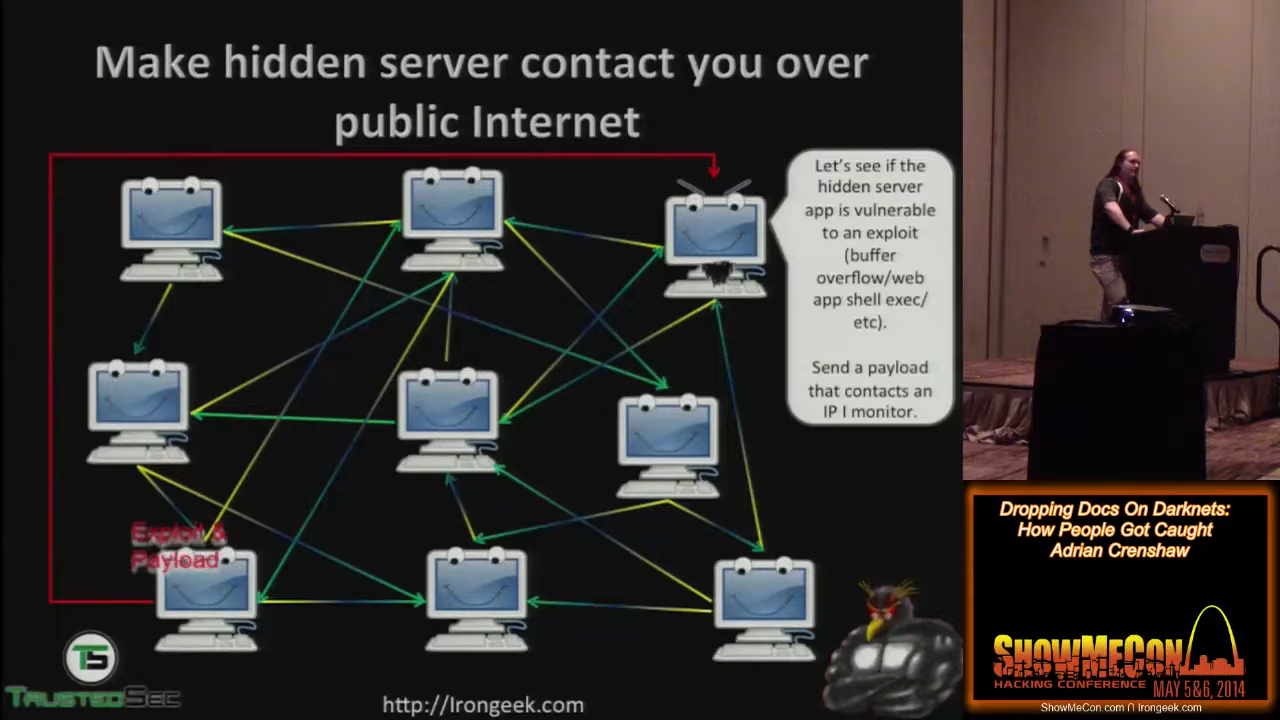 Make hidden server contact you over
public Internet
Let's see if the
hidden server
app is vulnerable
to an exploit
(buffer
overflow/web
app shell exec/
etc).
Send a payload
that contacts an
IP I monitor.
Exploit &
Payload
TS
TRUSTEDSEC
http://Irongeek.com
Dropping Docs On Darknets:
How People Got Caught
Adrian Crenshaw
SHOWMECON
HACKING CONFERENCE MAY 5&6, 2014
ShowMeCon.com ∩ Irongeek.com